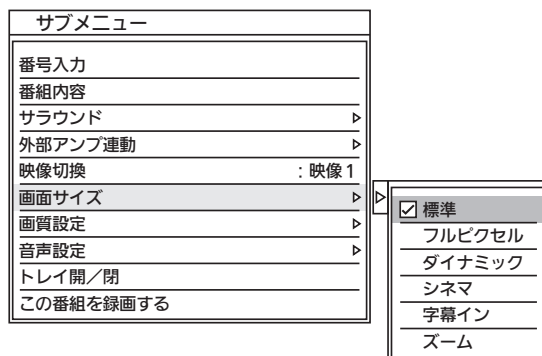 サブメニュー
番号入力
番組内容
サラウンド
外部アンプ連動
映像切換 : 映像1
画面サイズ
画質設定
音声設定
トレイ開／閉
この番組を録画する
標準
フルピクセル
ダイナミック
シネマ
字幕イン
ズーム